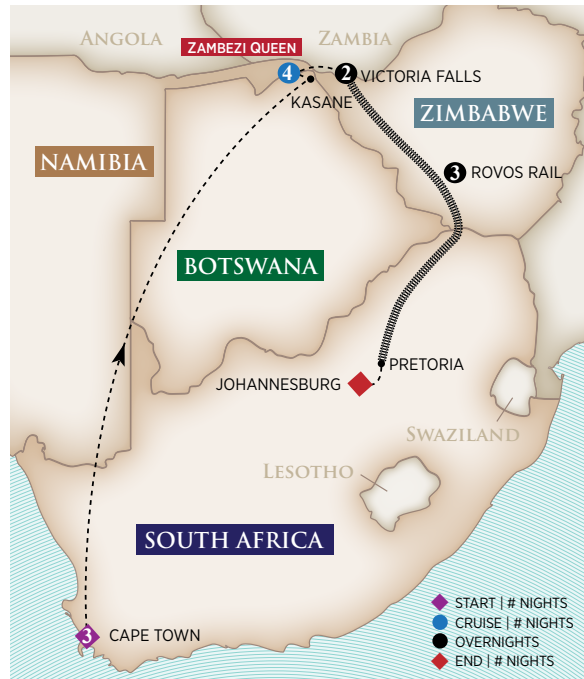 ANGOLA
ZAMBEZI QUEEN
ZAMBIA
4
2
VICTORIA FALLS
KASANE
ZIMBABWE
NAMIBIA
3
ROVOS RAIL
BOTSWANA
PRETORIA
JOHANNESBURG
SWAZILAND
LESOTHO
SOUTH AFRICA
3
CAPE TOWN
START | # NIGHTS
CRUISE | # NIGHTS
OVERNIGHTS
END | # NIGHTS